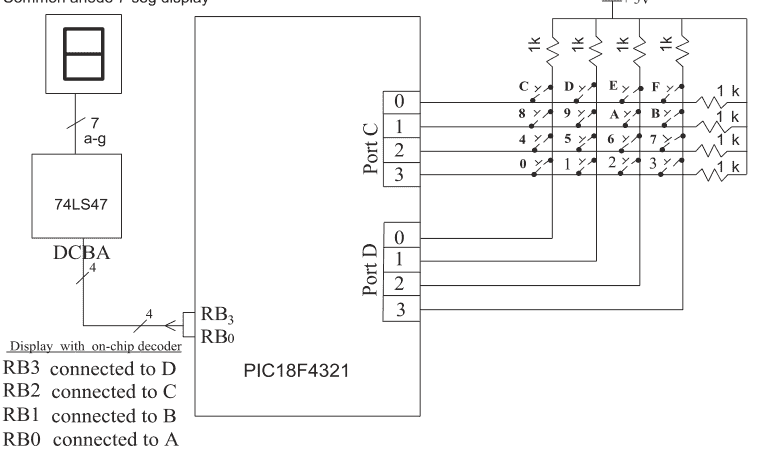 Common anode 7-seg display
+ 5V
1k 1k 1k 1k
C D E F 1 k
8 9 A B 1 k
4 5 6 7 1 k
0 1 2 3 1 k
Port C
0
1
2
3
7
a-g
74LS47
DCBA
4
4
Port D
0
1
2
3
RB3
RB0
PIC18F4321
Display with on-chip decoder
RB3 connected to D
RB2 connected to C
RB1 connected to B
RB0 connected to A